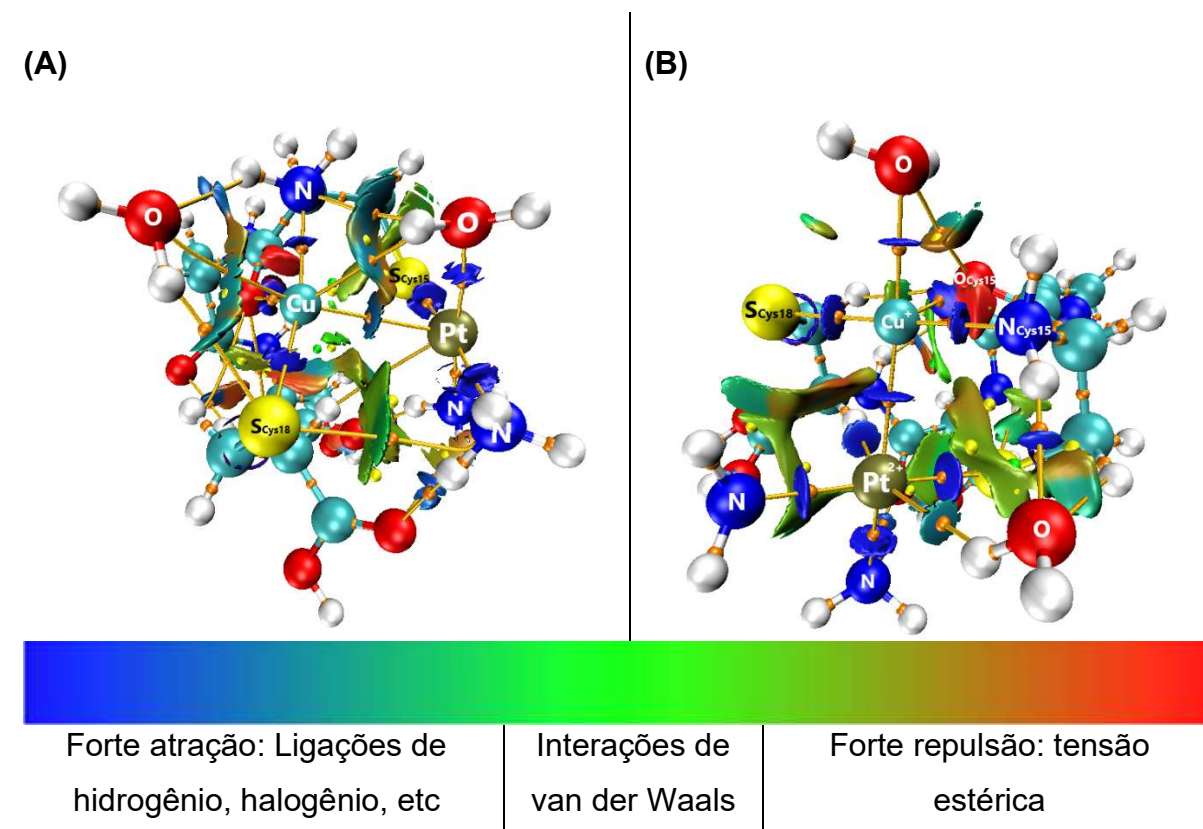 (A)
(B)
O
N
O
SCys15
Cu
Pt
SCys18
N
N
O
OCys15
SCys18
Cu+
NCys15
Pt2+
N
O
N
Forte atração: Ligações de
hidrogênio, halogênio, etc
Interações de
van der Waals
Forte repulsão: tensão
estérica